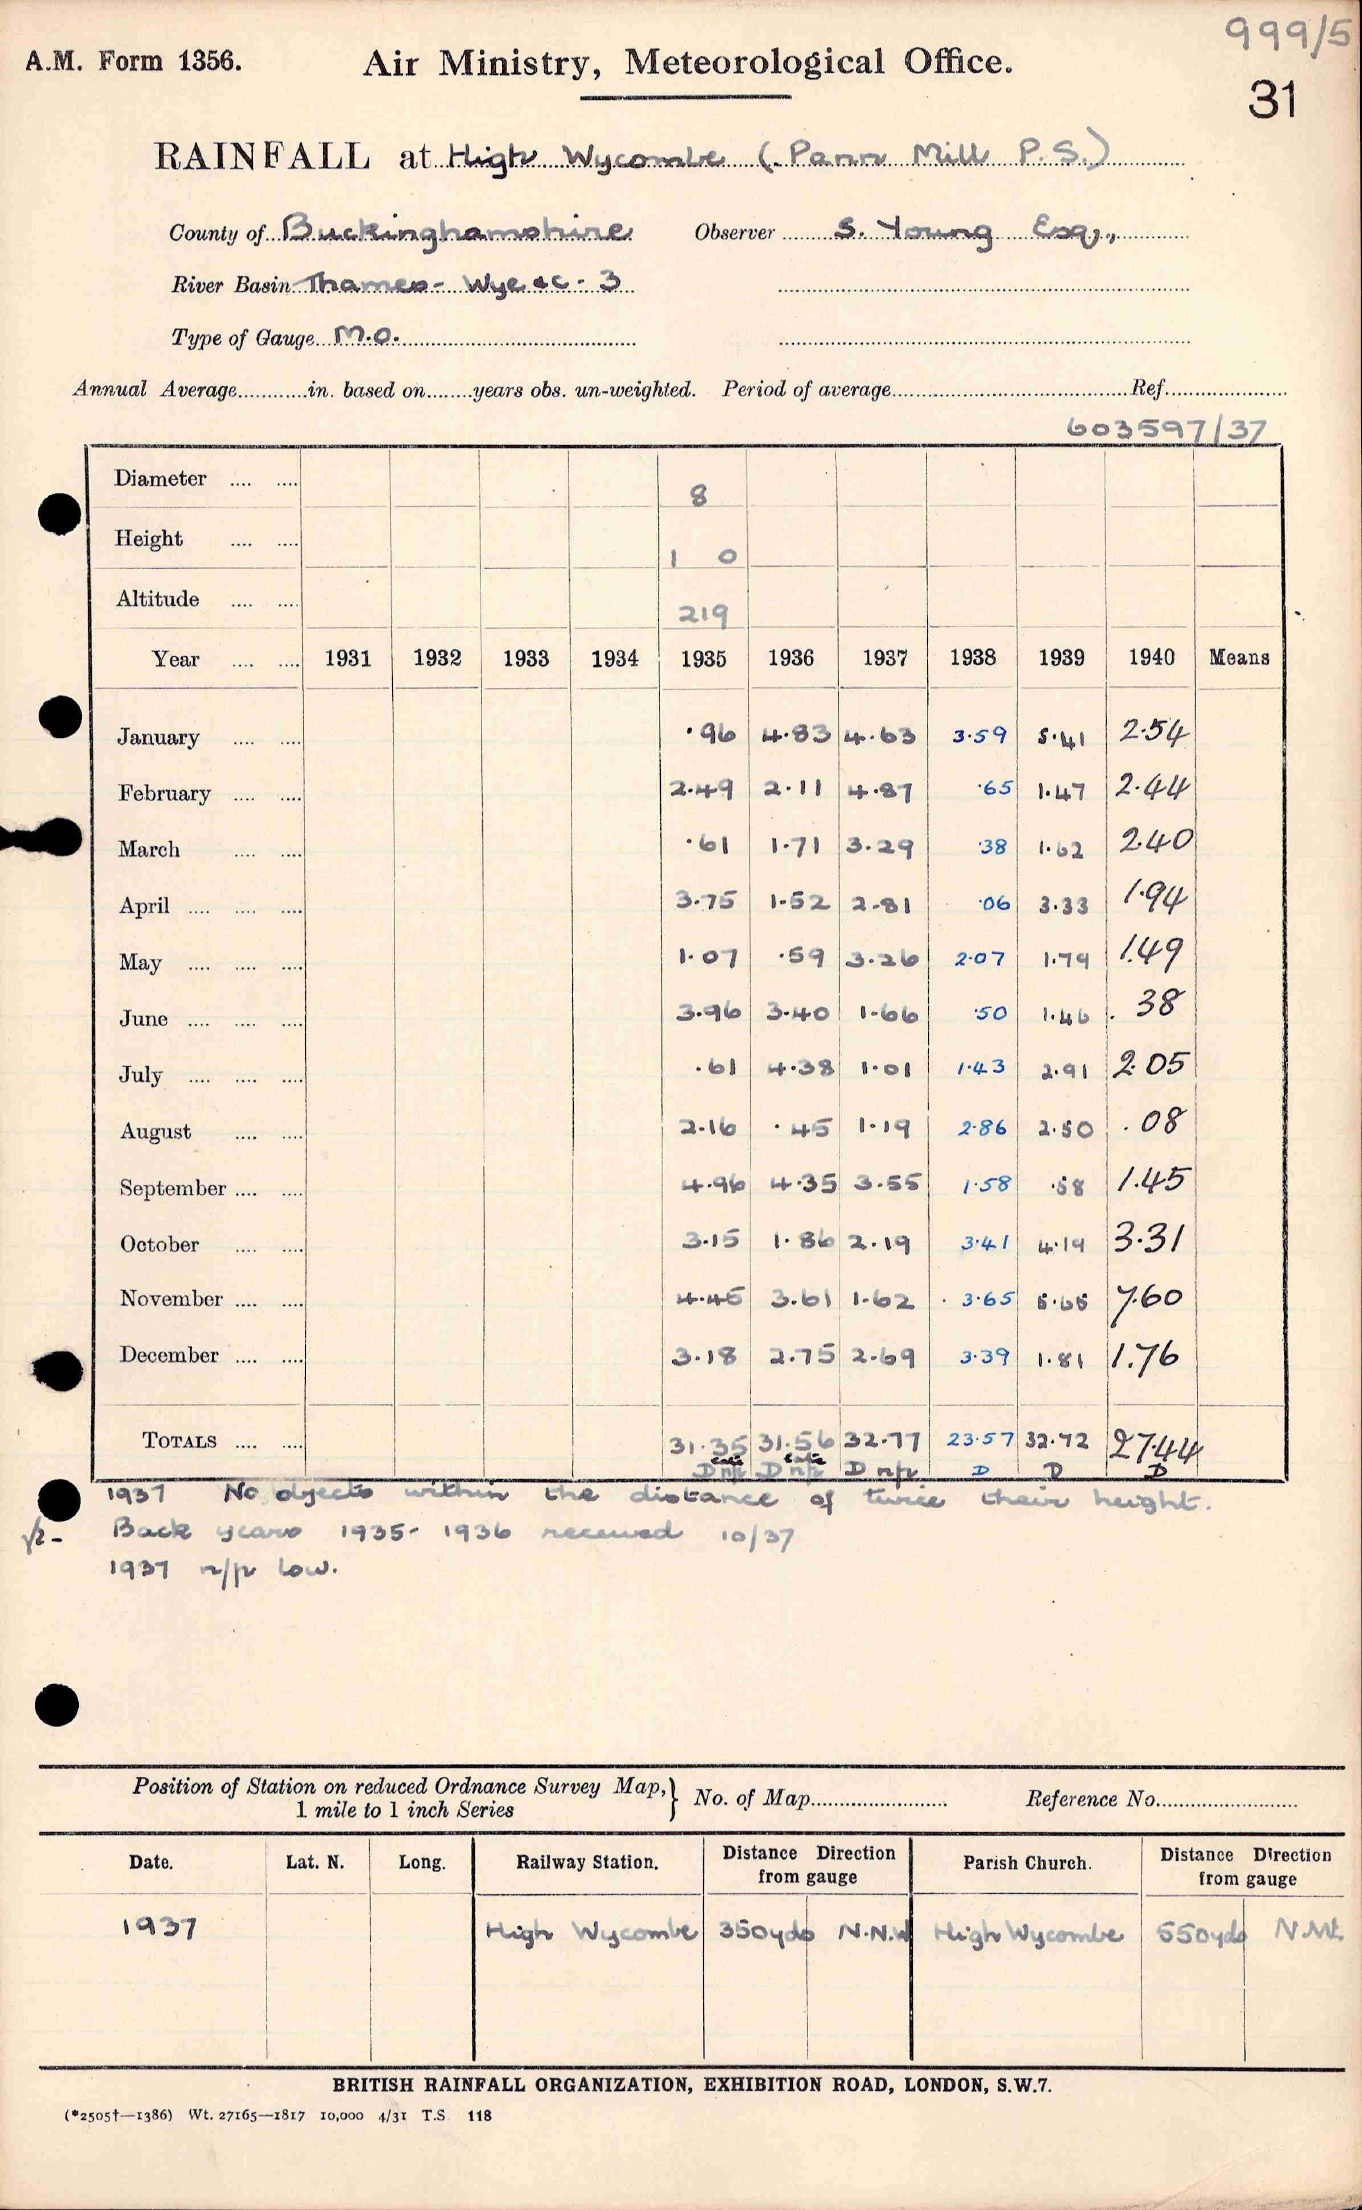 999/5
A.M. Form 1356. Air Ministry, Meteorological Office.
31
RAINFALL at High Wycombe (Pann Mill P.S.)
County of Buckinghamshire Observer S. Young Esq.,
River Basin Thames - Wye &c - 3
Type of Gauge M.O.
Annual Average............in. based on........years obs. un-weighted. Period of average............Ref............
603597/37
Diameter .... .... 8
Height .... .... 1 0
Altitude .... .... 219
Year .... .... 1931 1932 1933 1934 1935 1936 1937 1938 1939 1940 Means
January .... .... ·96 4.83 4.63 3.59 5.41 2.54
February .... .... 2.49 2.11 4.87 ·65 1.47 2.44
March .... .... ·61 1.71 3.29 ·38 1.62 2.40
April .... .... .... 3.75 1.52 2.81 ·06 3.33 1.94
May .... .... .... 1.07 ·59 3.26 2.07 1.79 1.49
June .... .... .... 3.96 3.40 1.66 ·50 1.46 .38
July .... .... .... ·61 4.38 1.01 1.43 2.91 2.05
August .... .... 2.16 ·45 1.19 2.86 2.50 .08
September .... .... 4.96 4.35 3.55 1.58 ·58 1.45
October .... .... 3.15 1.86 2.19 3.41 4.19 3.31
November .... .... 4.45 3.61 1.62 3.65 5.65 7.60
December .... .... 3.18 2.75 2.69 3.39 1.81 1.76
TOTALS .... .... 31.35 31.56 32.77 23.57 32.72 27.44
D n/p D n/p D n/p D D D
1937 No objects within the distance of twice their height.
Back years 1935-1936 received 10/37
1937 n/p low.
Position of Station on reduced Ordnance Survey Map,} No. of Map............ Reference No............
1 mile to 1 inch Series
Date. Lat. N. Long. Railway Station. Distance Direction from gauge Parish Church. Distance Direction from gauge
1937 High Wycombe 350yds N.N.W High Wycombe 550yds
BRITISH RAINFALL ORGANIZATION, EXHIBITION ROAD, LONDON, S.W.7.
(*2505†—1386) Wt. 27165—1817 10,000 4/31 T.S. 118